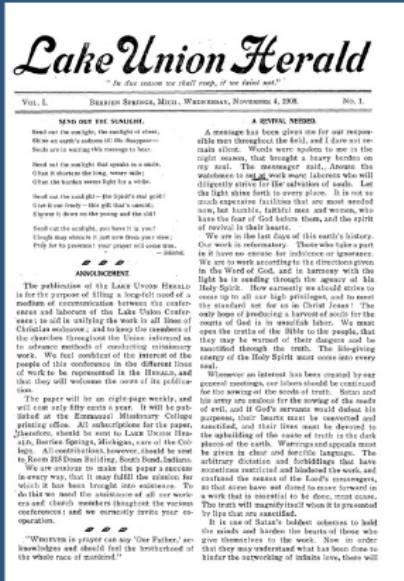 Lake Union Herald
"In due season we shall reap, if we faint not."
VOL. I. BERRIEN SPRINGS, MICH., WEDNESDAY, NOVEMBER 4, 1908. NO. 1.
SEND OUT THE SUNLIGHT.
Send out the sunlight, the sunlight of cheer,
Shine on earth's sadness till ills disappear—
Souls are in waiting this message to hear.
Send out the sunlight that speaks in a smile,
Often it shortens the long, weary mile;
Often the burden seems light for a while.
Send out the sunlight—the Spirit's real gold!
Give it out freely—this gift that's unsold;
Shower it down on the young and the old!
Send out the sunlight, you have it in you!
Clouds may obscure it just now from your view;
Pray for its presence! your prayer will come true.
— Selected.
ANNOUNCEMENT.
The publication of the LAKE UNION HERALD
is for the purpose of filling a long-felt need of a
medium of communication between the confer-
ences and laborers of the Lake Union Confer-
ence; to aid in unifying the work in all lines of
Christian endeavor; and to keep the members of
the churches throughout the Union informed as
to advance methods of conducting missionary
work. We feel confident of the interest of the
people of this conference in the different lines
of work to be represented in the HERALD, and
that they will welcome the news of its publica-
tion.
The paper will be an eight-page weekly, and
will cost only fifty cents a year. It will be pub-
lished at the Emmanuel Missionary College
printing office. All subscriptions for the paper,
therefore, should be sent to LAKE UNION HER-
ALD, Berrien Springs, Michigan, care of the Col-
lege. All contributions, however, should be sent
to Room 215 Dean Building, South Bend, Indiana.
We are anxious to make the paper a success
in every way, that it may fulfill the mission for
which it has been brought into existence. To
do this we need the assistance of all our work-
ers and church members throughout the various
conferences; and we earnestly invite your co-
operation.
"WHOEVER in prayer can say 'Our Father,' ac-
knowledges and should feel the brotherhood of
the whole race of mankind."
A REVIVAL NEEDED.
A message has been given me for our respon-
sible men throughout the field, and I dare not re-
main silent. Words were spoken to me in the
night season, that brought a heavy burden on
my soul. The messenger said, Arouse the
watchmen to set at work more laborers who will
diligently strive for the salvation of souls. Let
the light shine forth to every place. It is not so
much expensive facilities that are most needed
now, but humble, faithful men and women, who
have the fear of God before them, and the spirit
of revival in their hearts.
We are in the last days of this earth's history.
Our work is reformatory. Those who take a part
in it have no excuse for indolence or ignorance.
We are to work according to the directions given
in the Word of God, and in harmony with the
light he is sending through the agency of his
Holy Spirit. How earnestly we should strive to
come up to all our high privileges, and to meet
the standard set for us in Christ Jesus! The
only hope of producing a harvest of souls for the
courts of God is in unselfish labor. We must
open the truths of the Bible to the people, that
they may be warned of their dangers and be
sanctified through the truth. The life-giving
energy of the Holy Spirit must come into every
soul.
Whenever an interest has been created by our
general meetings, our labors should be continued
for the sowing of the seeds of truth. Satan and
his army are zealous for the sowing of the seeds
of evil, and if God's servants would defeat his
purposes, their hearts must be converted and
sanctified, and their lives must be devoted to
the upbuilding of the cause of truth in the dark
places of the earth. Warnings and appeals must
be given in clear and forcible language. The
arbitrary dictation and forbiddings that have
sometimes restricted and hindered the work, and
confused the senses of the Lord's messengers,
so that some have not dared to move forward in
a work that is essential to be done, must cease.
The truth will magnify itself when it is presented
by lips that are sanctified.
It is one of Satan's boldest schemes to hold
the minds and harden the hearts of those who
give themselves to the work. Now in order
that they may understand what has been done to
hinder the outworking of infinite love, there will